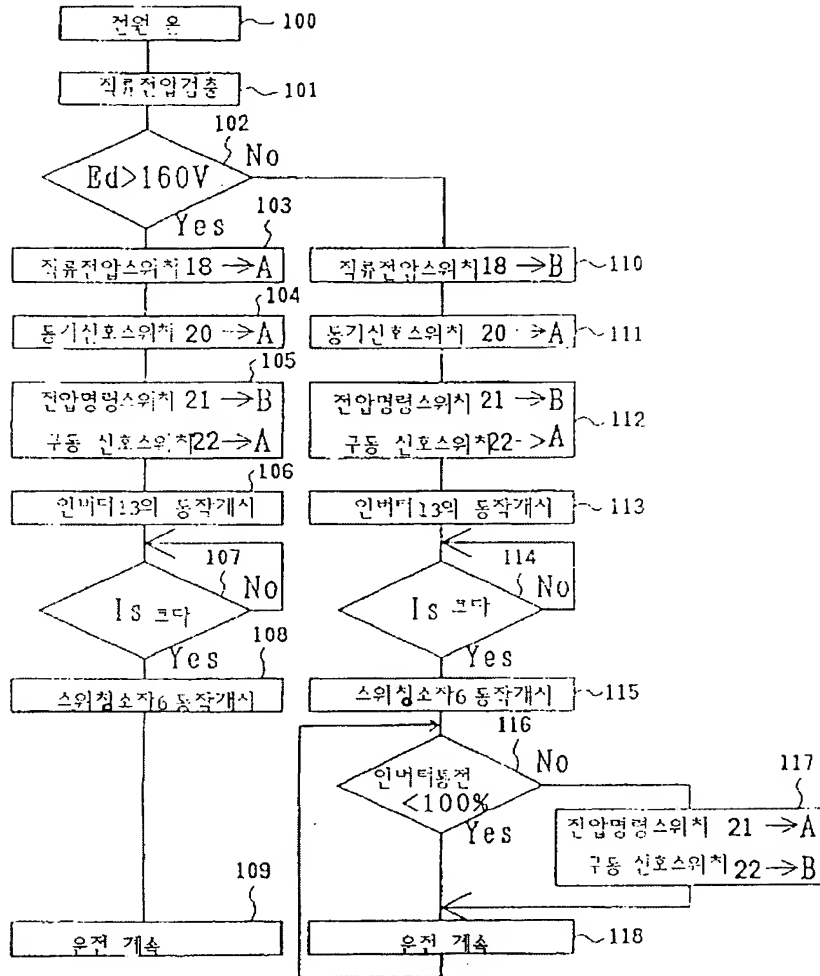 전원 온 100
직류전압검출 101
102
Ed>160V No
Yes 103
직류전압스위치 18 →A 직류전압스위치 18 →B 110
104
동기신호스위치 20 →A 동기신호스위치 20 →A 111
105
전압명령스위치 21 →B 전압명령스위치 21 →B
구동 신호스위치 22→A 구동 신호스위치 22->A 112
106
인버터13의 동작개시 인버터13의 동작개시 113
107 114
No No
Is 크다 Is 크다
108 Yes Yes
스위칭소자6 동작개시 스위칭소자6 동작개시 115
116
인버터통전 No 117
<100%
Yes
전압명령스위치 21 →A
구동 신호스위치 22 →B
109
운전 계속 운전 계속 118